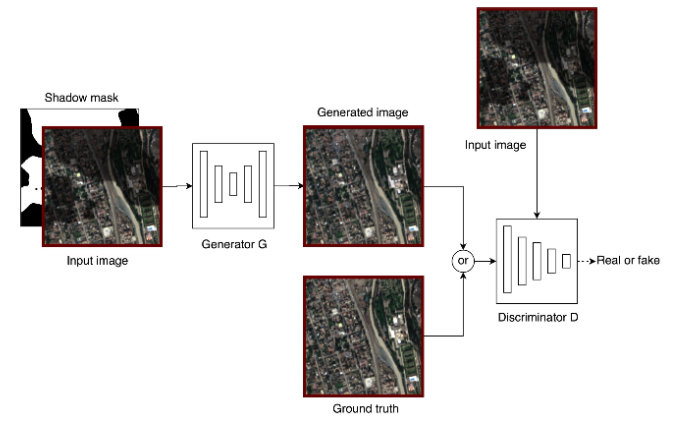 Shadow mask
Input image
Generator G
Generated image
Ground truth
Input image
or
Discriminator D
Real or fake